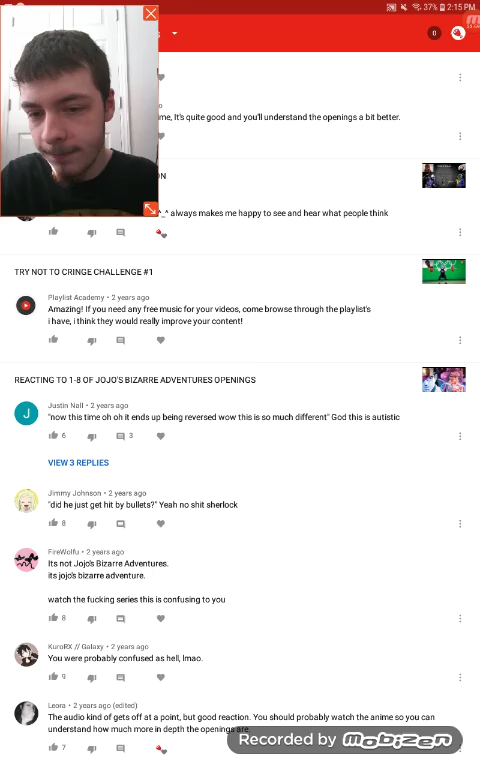 37% 2:15 PM
0
me, It's quite good and you'll understand the openings a bit better.
ON
^_^ always makes me happy to see and hear what people think
TRY NOT TO CRINGE CHALLENGE #1
Playlist Academy • 2 years ago
Amazing! If you need any free music for your videos, come browse through the playlist's
i have, i think they would really improve your content!
REACTING TO 1-8 OF JOJO'S BIZARRE ADVENTURES OPENINGS
J
Justin Nall • 2 years ago
"now this time oh oh it ends up being reversed wow this is so much different" God this is autistic
6 3
VIEW 3 REPLIES
Jimmy Johnson • 2 years ago
"did he just get hit by bullets?" Yeah no shit sherlock
8
FireWolfu • 2 years ago
Its not Jojo's Bizarre Adventures.
its jojo's bizarre adventure.
watch the fucking series this is confusing to you
8
KuroRX // Galaxy • 2 years ago
You were probably confused as hell, lmao.
9
Leora • 2 years ago (edited)
The audio kind of gets off at a point, but good reaction. You should probably watch the anime so you can
understand how much more in depth the openings are.
7
Recorded by mobizen